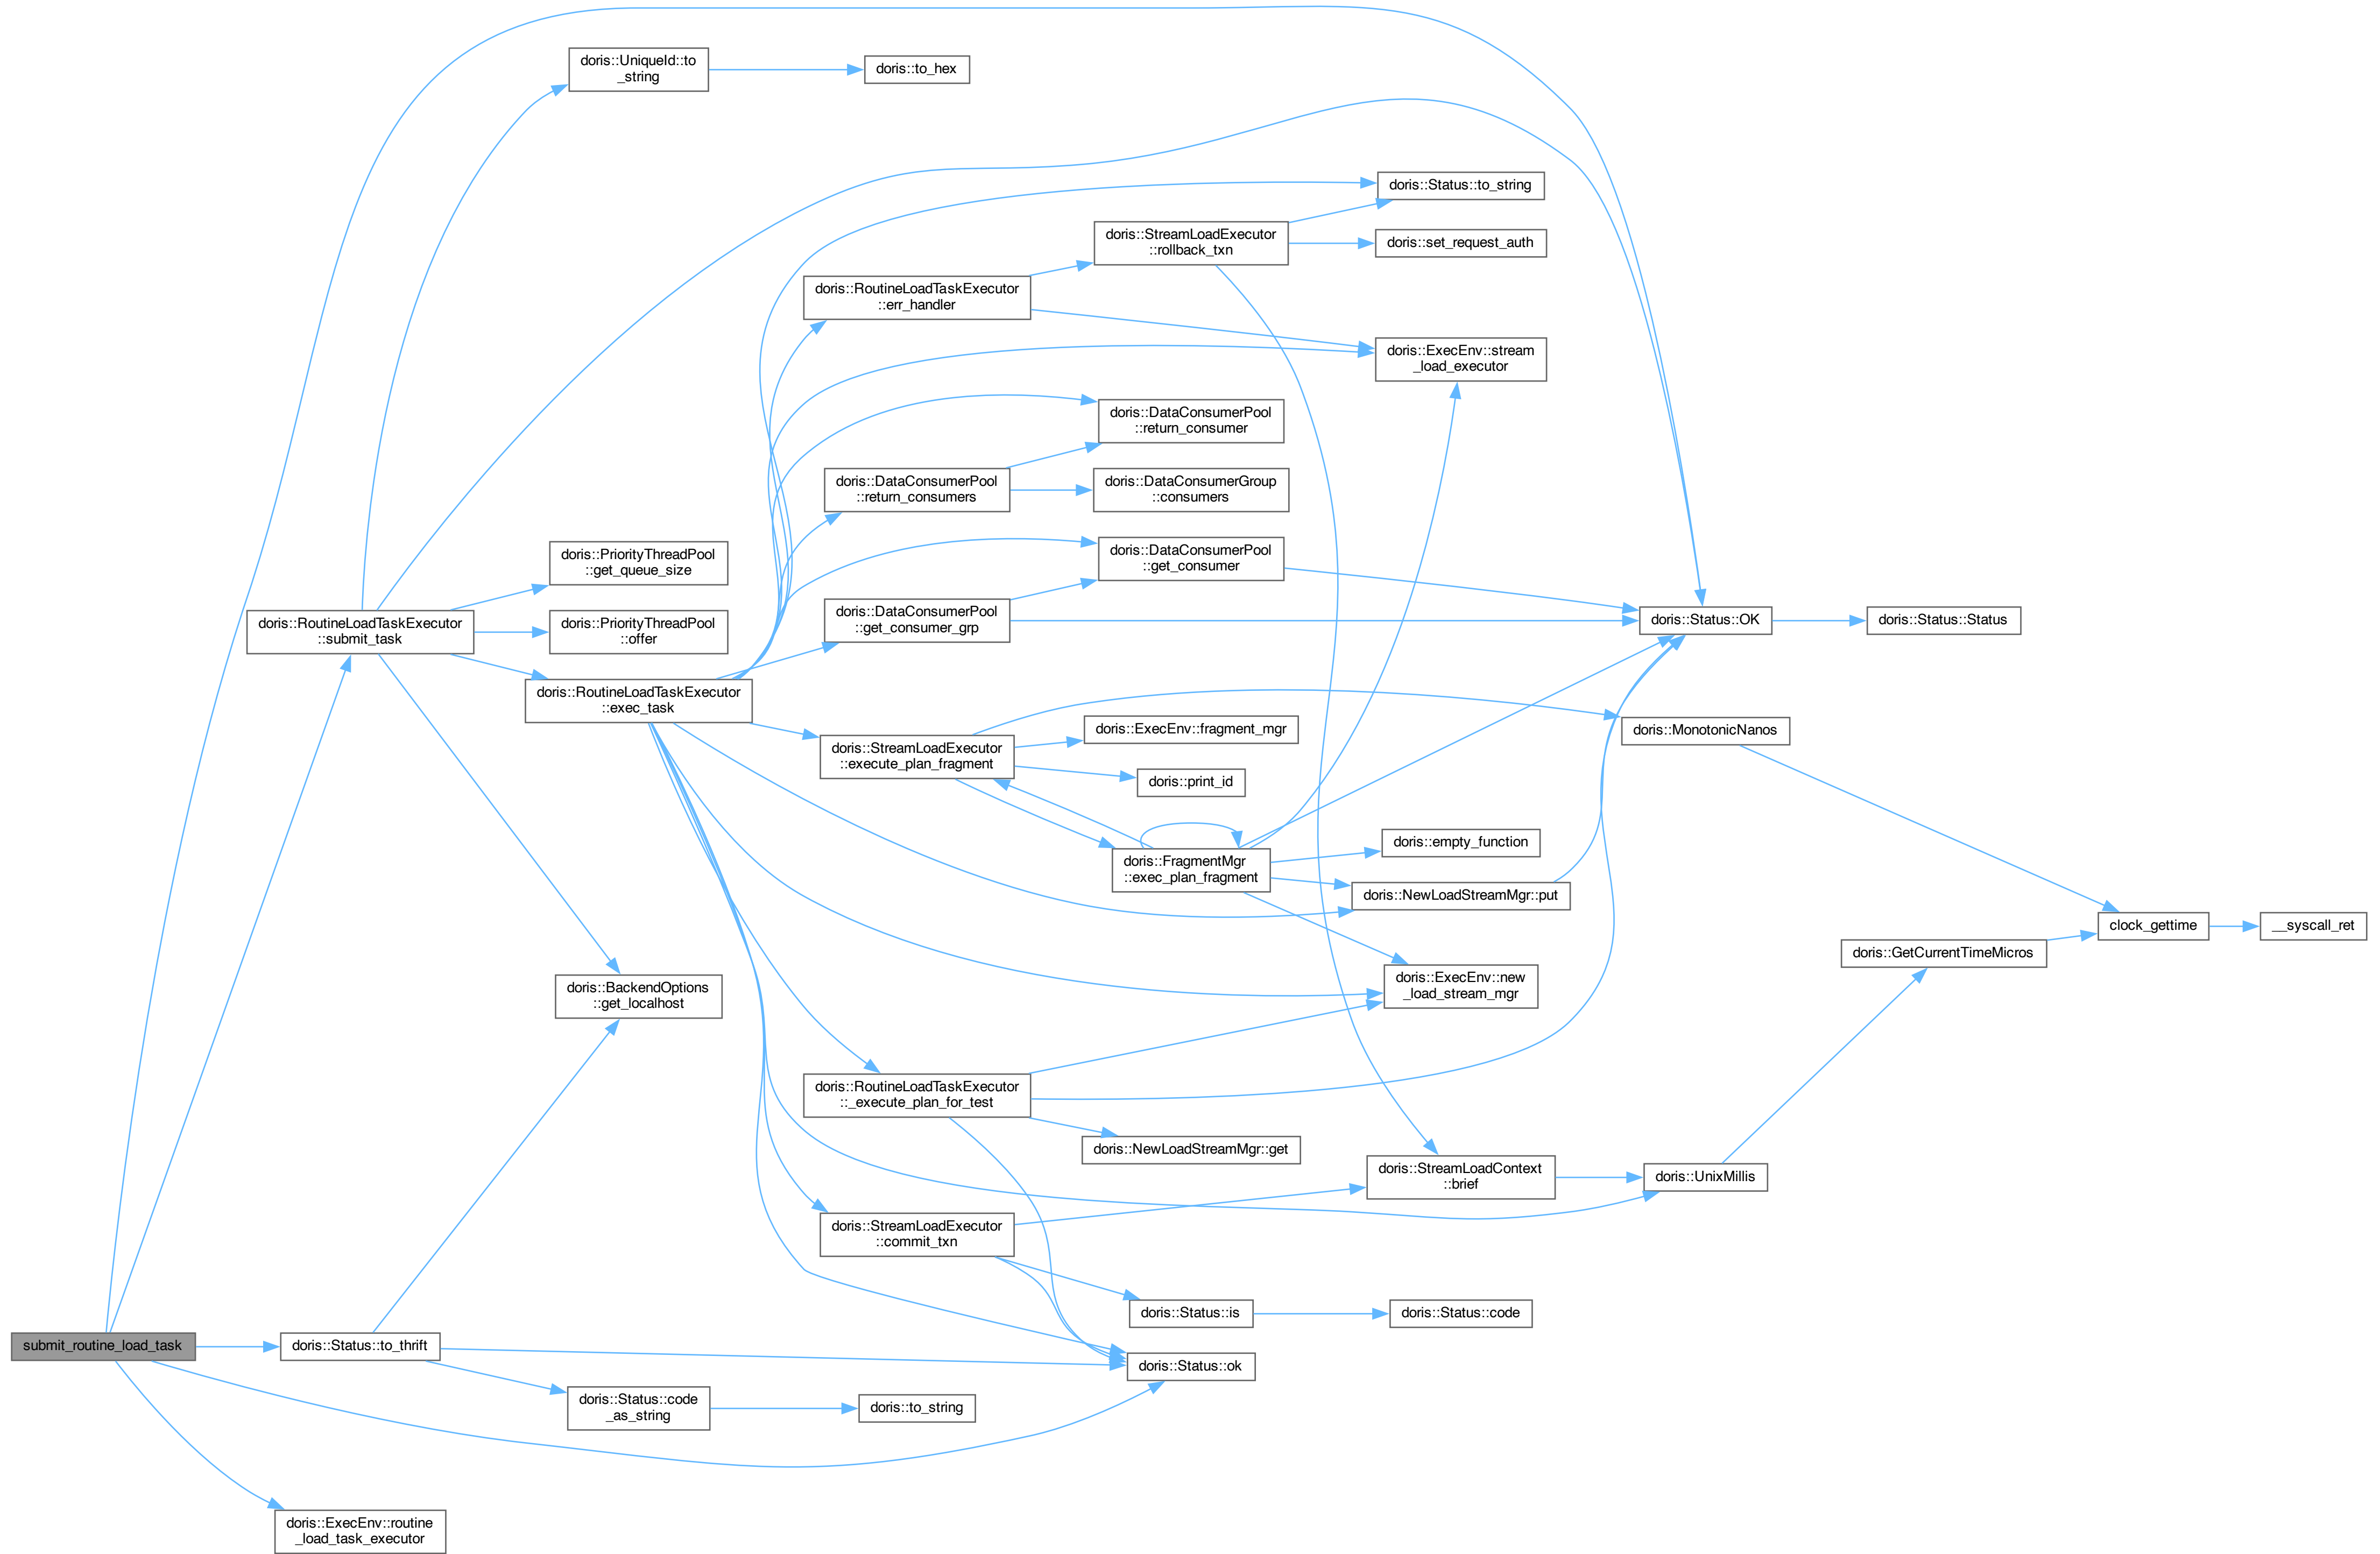 doris::UniqueId::to
_string
doris::to_hex
doris::Status::to_string
doris::StreamLoadExecutor
::rollback_txn
doris::set_request_auth
doris::RoutineLoadTaskExecutor
::err_handler
doris::ExecEnv::stream
_load_executor
doris::DataConsumerPool
::return_consumer
doris::DataConsumerPool
::return_consumers
doris::DataConsumerGroup
::consumers
doris::PriorityThreadPool
::get_queue_size
doris::DataConsumerPool
::get_consumer
doris::RoutineLoadTaskExecutor
::submit_task
doris::PriorityThreadPool
::offer
doris::DataConsumerPool
::get_consumer_grp
doris::Status::OK
doris::Status::Status
doris::RoutineLoadTaskExecutor
::exec_task
doris::StreamLoadExecutor
::execute_plan_fragment
doris::ExecEnv::fragment_mgr
doris::MonotonicNanos
doris::print_id
doris::FragmentMgr
::exec_plan_fragment
doris::empty_function
doris::NewLoadStreamMgr::put
clock_gettime
__syscall_ret
doris::GetCurrentTimeMicros
doris::BackendOptions
::get_localhost
doris::ExecEnv::new
_load_stream_mgr
doris::RoutineLoadTaskExecutor
::_execute_plan_for_test
doris::NewLoadStreamMgr::get
doris::StreamLoadContext
::brief
doris::UnixMillis
doris::StreamLoadExecutor
::commit_txn
doris::Status::is
doris::Status::code
submit_routine_load_task
doris::Status::to_thrift
doris::Status::ok
doris::Status::code
_as_string
doris::to_string
doris::ExecEnv::routine
_load_task_executor